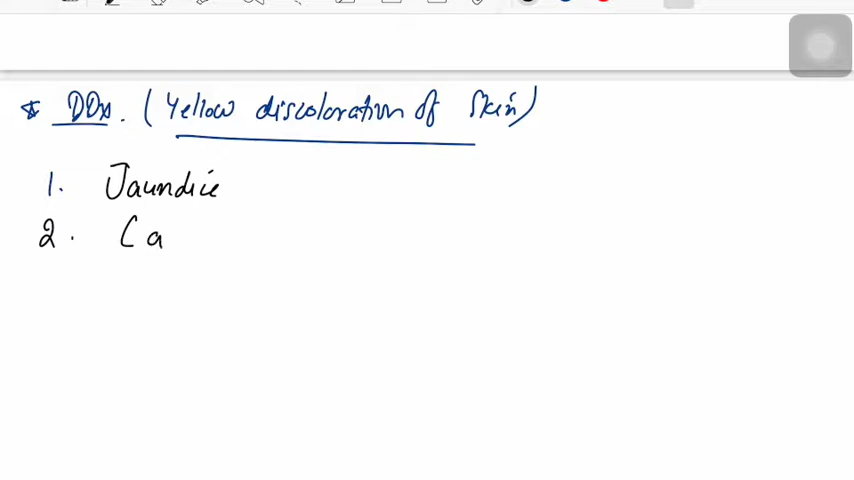 * DDx. (Yellow discoloration of skin)
1. Jaundice
2. Ca